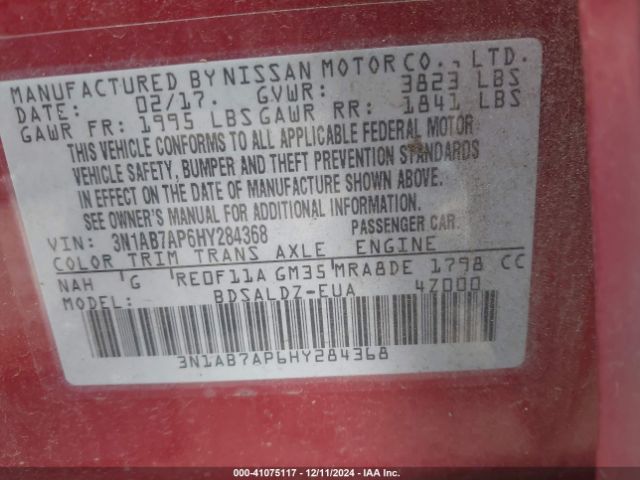 MANUFACTURED BY NISSAN MOTOR CO., LTD.
DATE: 02/17. GVWR: 3823 LBS
GAWR FR: 1995 LBS GAWR RR: 1841 LBS
THIS VEHICLE CONFORMS TO ALL APPLICABLE FEDERAL MOTOR
VEHICLE SAFETY, BUMPER AND THEFT PREVENTION STANDARDS
IN EFFECT ON THE DATE OF MANUFACTURE SHOWN ABOVE.
SEE OWNER'S MANUAL FOR ADDITIONAL INFORMATION.
VIN: 3N1AB7AP6HY284368 PASSENGER CAR.
COLOR TRIM TRANS AXLE ENGINE
NAH G RE0F11A GM35 MRA8DE 1798 CC
MODEL: BDSALDZ-EUA 4Z000
3N1AB7AP6HY284368
000-41075117 - 12/11/2024 - IAA Inc.